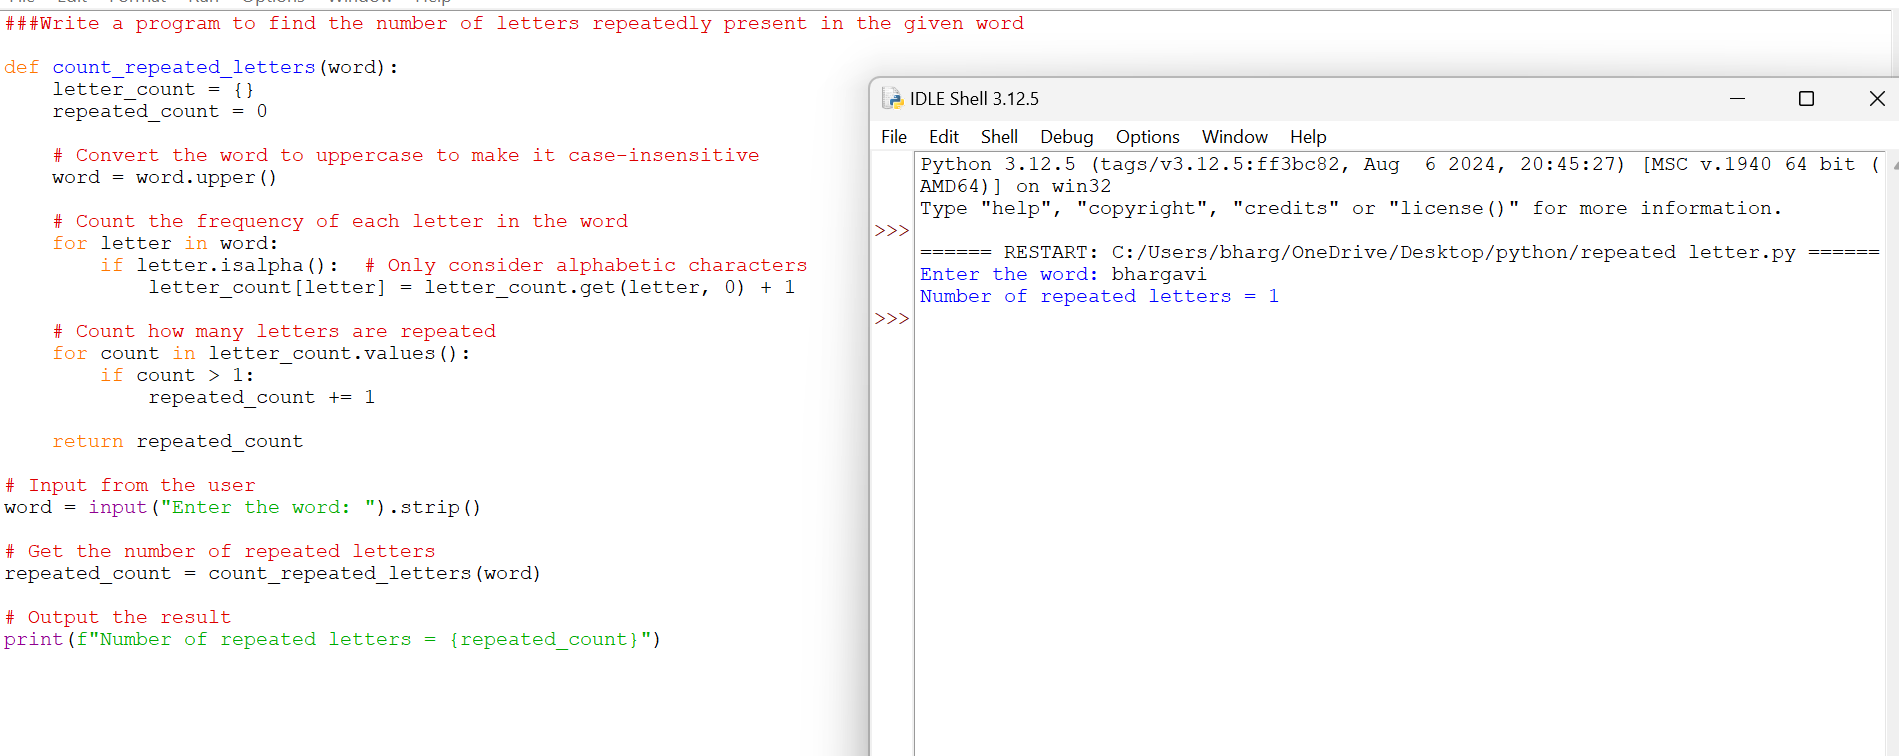 ###Write a program to find the number of letters repeatedly present in the given word
def count_repeated_letters(word):
    letter_count = {}
    repeated_count = 0
    # Convert the word to uppercase to make it case-insensitive
    word = word.upper()
    # Count the frequency of each letter in the word
    for letter in word:
        if letter.isalpha():  # Only consider alphabetic characters
            letter_count[letter] = letter_count.get(letter, 0) + 1
    # Count how many letters are repeated
    for count in letter_count.values():
        if count > 1:
            repeated_count += 1
    return repeated_count
# Input from the user
word = input("Enter the word: ").strip()
# Get the number of repeated letters
repeated_count = count_repeated_letters(word)
# Output the result
print(f"Number of repeated letters = {repeated_count}")
IDLE Shell 3.12.5
File Edit Shell Debug Options Window Help
Python 3.12.5 (tags/v3.12.5:ff3bc82, Aug  6 2024, 20:45:27) [MSC v.1940 64 bit (
AMD64)] on win32
Type "help", "copyright", "credits" or "license()" for more information.
>>>
====== RESTART: C:/Users/bharg/OneDrive/Desktop/python/repeated letter.py ======
Enter the word: bhargavi
Number of repeated letters = 1
>>>